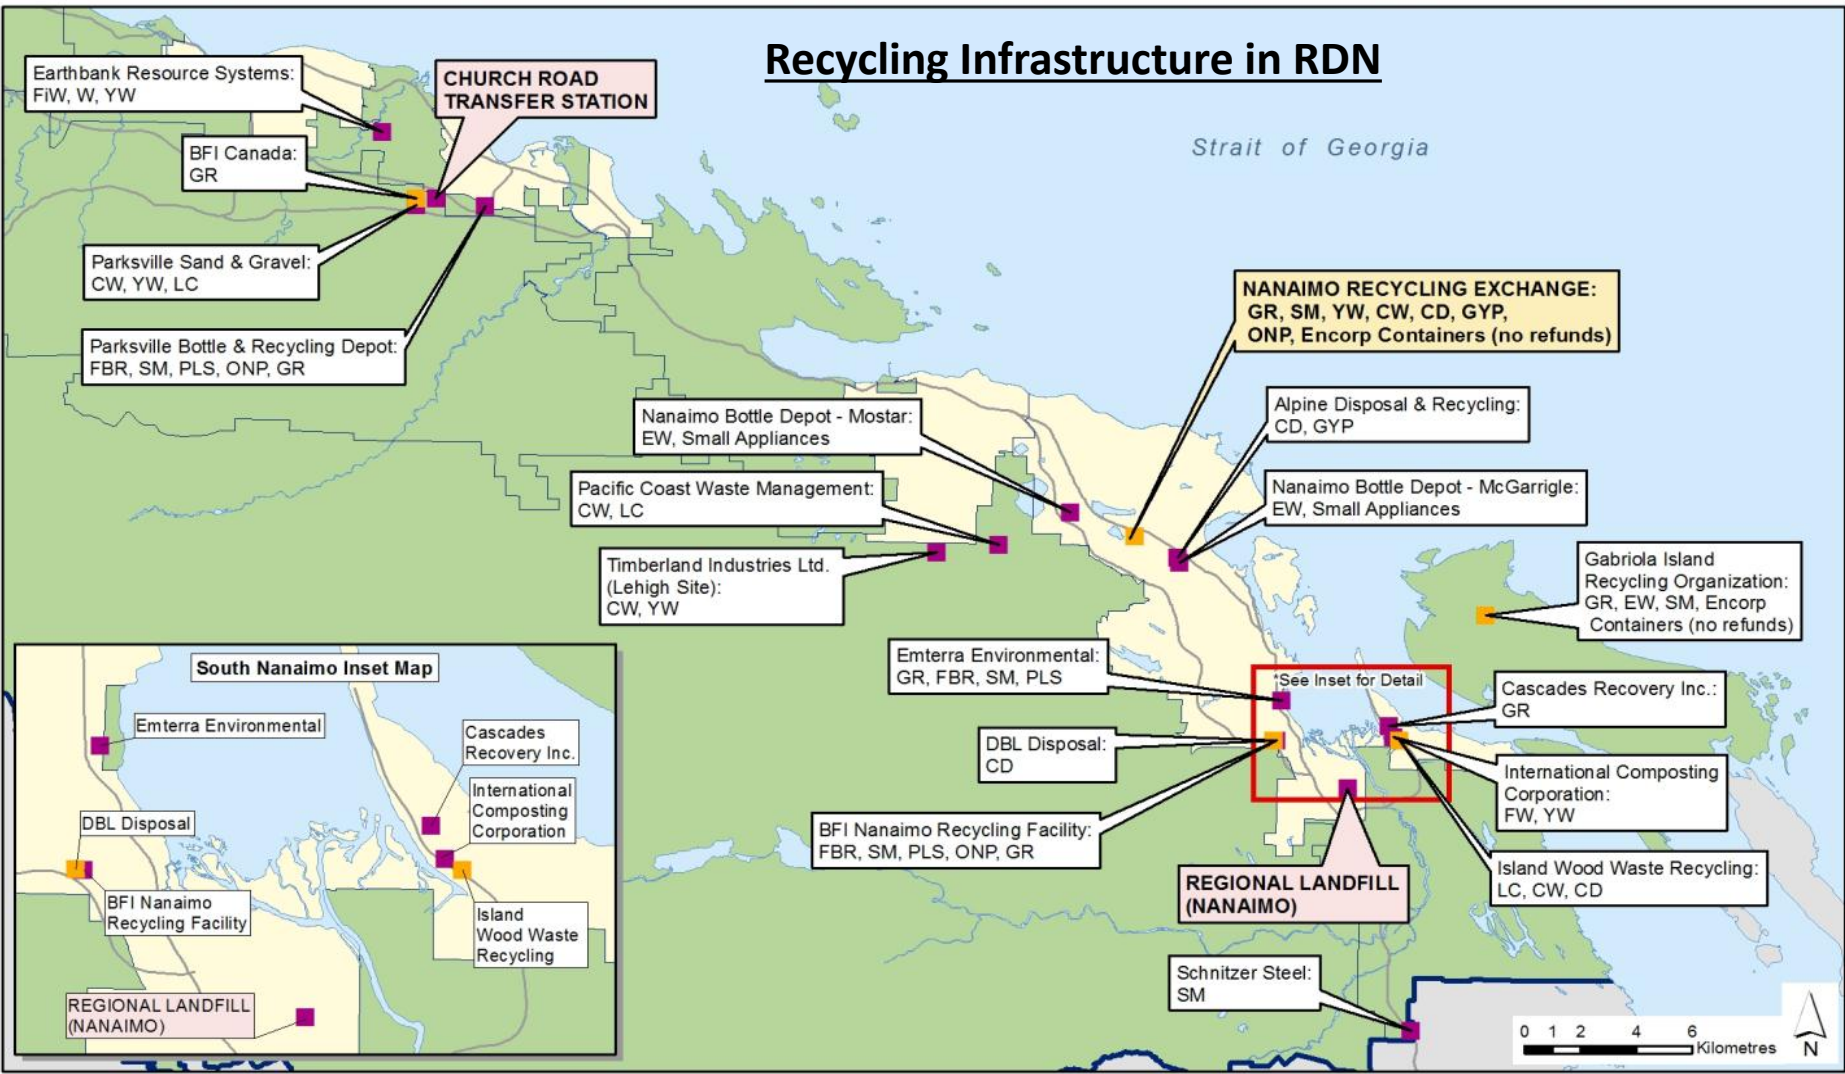 Recycling Infrastructure in RDN
Earthbank Resource Systems:
FiW, W, YW
CHURCH ROAD
TRANSFER STATION
BFI Canada:
GR
Strait of Georgia
Parksville Sand & Gravel:
CW, YW, LC
Parksville Bottle & Recycling Depot:
FBR, SM, PLS, ONP, GR
NANAIMO RECYCLING EXCHANGE:
GR, SM, YW, CW, CD, GYP,
ONP, Encorp Containers (no refunds)
Nanaimo Bottle Depot - Mostar:
EW, Small Appliances
Alpine Disposal & Recycling:
CD, GYP
Pacific Coast Waste Management:
CW, LC
Nanaimo Bottle Depot - McGarrigle:
EW, Small Appliances
Timberland Industries Ltd.
(Lehigh Site):
CW, YW
Gabriola Island
Recycling Organization:
GR, EW, SM, Encorp
Containers (no refunds)
Emterra Environmental:
GR, FBR, SM, PLS
*See Inset for Detail
Cascades Recovery Inc.:
GR
DBL Disposal:
CD
International Composting
Corporation:
FW, YW
BFI Nanaimo Recycling Facility:
FBR, SM, PLS, ONP, GR
Island Wood Waste Recycling:
LC, CW, CD
REGIONAL LANDFILL
(NANAIMO)
Schnitzer Steel:
SM
South Nanaimo Inset Map
Emterra Environmental
Cascades
Recovery Inc.
International
Composting
Corporation
DBL Disposal
BFI Nanaimo
Recycling Facility
Island
Wood Waste
Recycling
REGIONAL LANDFILL
(NANAIMO)
0 1 2 4 6
Kilometres
N